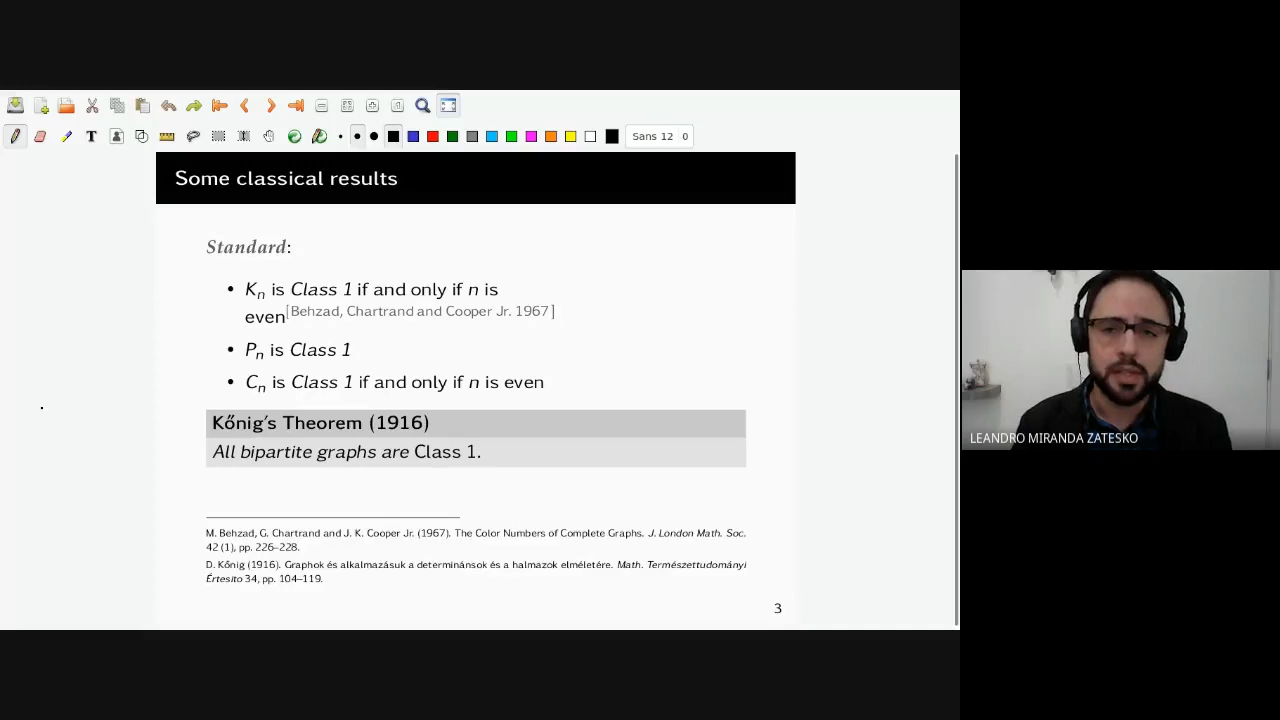 Sans 12 0
Some classical results
Standard:
• Kn is Class 1 if and only if n is
even[Behzad, Chartrand and Cooper Jr. 1967]
• Pn is Class 1
• Cn is Class 1 if and only if n is even
Kőnig's Theorem (1916)
All bipartite graphs are Class 1.
M. Behzad, G. Chartrand and J. K. Cooper Jr. (1967). The Color Numbers of Complete Graphs. J. London Math. Soc.
42 (1), pp. 226–228.
D. Kőnig (1916). Graphok és alkalmazásuk a determinánsok és a halmazok elméletére. Math. Természettudományi
Értesito 34, pp. 104–119.
3
LEANDRO MIRANDA ZATESKO